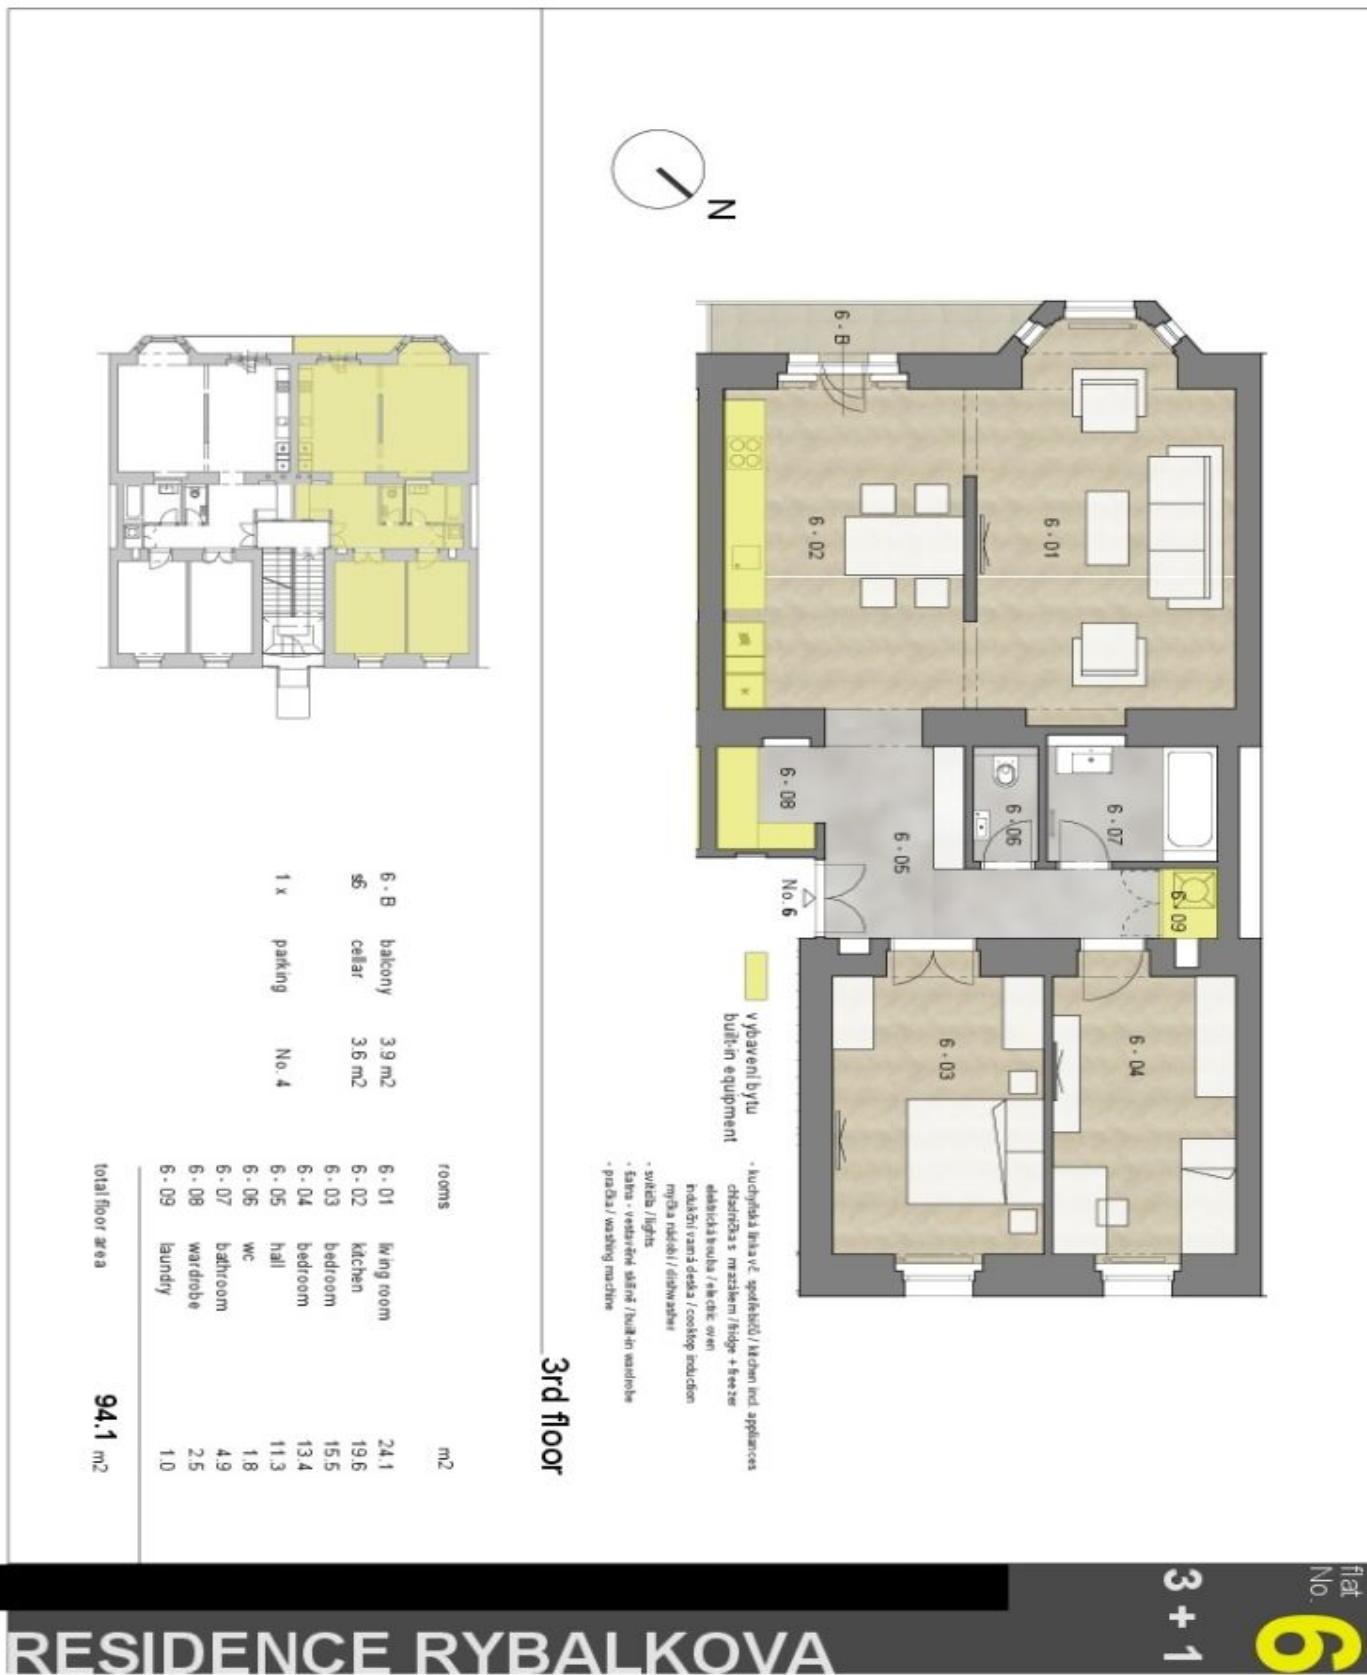 flat
No. 6
3 + 1
RESIDENCE RYBALKOVA
N
6 - B
6 - 01
6 - 02
6 - 08
6 - 05
6 - 06
6 - 07
6 - 09
No. 6
6 - 03
6 - 04
vybavení bytu
built-in equipment
- kuchyňská linka vč. spotřebičů / kitchen incl. appliances
chladnička s mrazákem / fridge + freezer
elektrická trouba / electric oven
indukční varná deska / cooktop induction
myčka nádobí / dishwasher
- svítidla / lights
- šatna - vestavěné skříně / built-in wardrobe
- pračka / washing machine
3rd floor
rooms m2
6 - 01 living room 24.1
6 - 02 kitchen 19.6
6 - 03 bedroom 15.5
6 - 04 bedroom 13.4
6 - 05 hall 11.3
6 - 06 wc 1.8
6 - 07 bathroom 4.9
6 - 08 wardrobe 2.5
6 - 09 laundry 1.0
total floor area 94.1 m2
6 - B balcony 3.9 m2
s6 cellar 3.6 m2
1 x parking No. 4